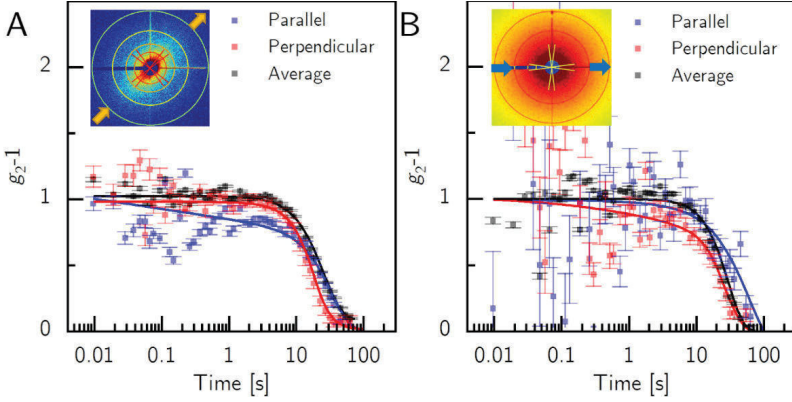 A
Parallel
Perpendicular
Average
g2-1
2
1
0
0.01
0.1
1
10
100
Time [s]
B
Parallel
Perpendicular
Average
g2-1
2
1
0
0.01
0.1
1
10
100
Time [s]